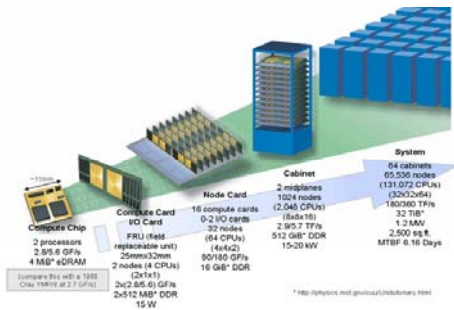 ~11mm
Compute Chip
2 processors
2.8/5.6 GF/s
4 MiB* eDRAM
(compare this with a 1988
Cray YMP/8 at 2.7 GF/s)
Compute Card
I/O Card
FRU (field
replaceable unit)
25mmx32mm
2 nodes (4 CPUs)
(2x1x1)
2x(2.8/5.6) GF/s
2x512 MiB* DDR
15 W
Node Card
16 compute cards
0-2 I/O cards
32 nodes
(64 CPUs)
(4x4x2)
90/180 GF/s
16 GiB* DDR
Cabinet
2 midplanes
1024 nodes
(2,048 CPUs)
(8x8x16)
2.9/5.7 TF/s
512 GiB* DDR
15-20 kW
System
64 cabinets
65,536 nodes
(131,072 CPUs)
(32x32x64)
180/360 TF/s
32 TiB*
1.2 MW
2,500 sq.ft.
MTBF 6.16 Days
* http://physics.nist.gov/cuu/Units/binary.html